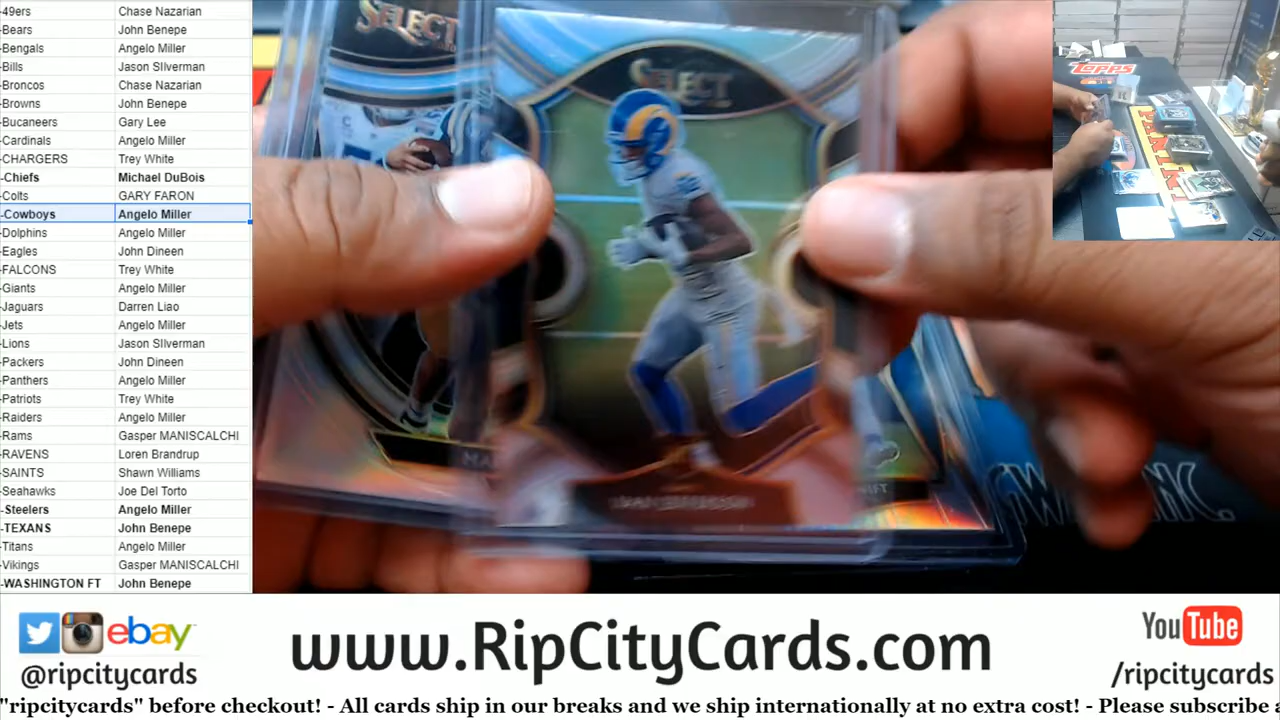 -49ers Chase Nazarian
-Bears John Benepe
-Bengals Angelo Miller
-Bills Jason SIlverman
-Broncos Chase Nazarian
-Browns John Benepe
-Bucaneers Gary Lee
-Cardinals Angelo Miller
-CHARGERS Trey White
-Chiefs Michael DuBois
-Colts GARY FARON
-Cowboys Angelo Miller
-Dolphins Angelo Miller
-Eagles John Dineen
-FALCONS Trey White
-Giants Angelo Miller
-Jaguars Darren Liao
-Jets Angelo Miller
-Lions Jason SIlverman
-Packers John Dineen
-Panthers Angelo Miller
-Patriots Trey White
-Raiders Angelo Miller
-Rams Gasper MANISCALCHI
-RAVENS Loren Brandrup
-SAINTS Shawn Williams
-Seahawks Joe Del Torto
-Steelers Angelo Miller
-TEXANS John Benepe
-Titans Angelo Miller
-Vikings Gasper MANISCALCHI
-WASHINGTON FT John Benepe
SELECT
SELECT
Topps
PANINI
ebay
@ripcitycards
www.RipCityCards.com
YouTube
/ripcitycards
"ripcitycards" before checkout! - All cards ship in our breaks and we ship internationally at no extra cost! - Please subscribe